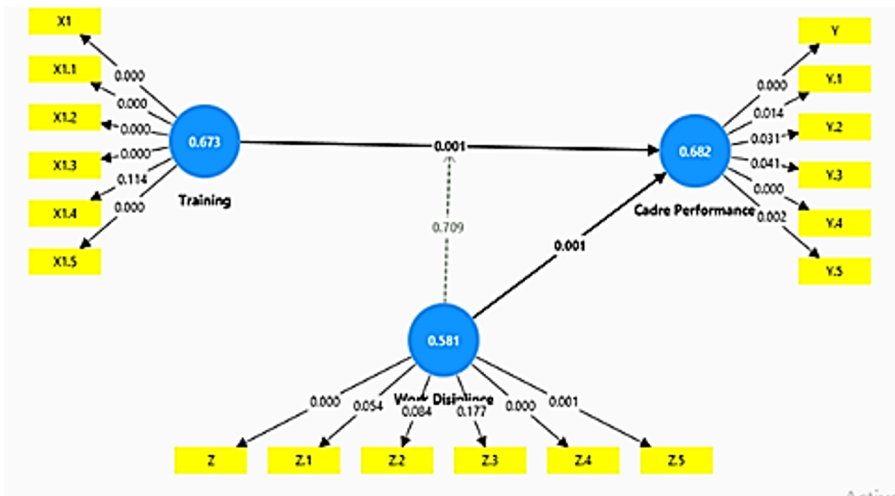 X1
X1.1
X1.2
X1.3
X1.4
X1.5
0.000
0.000
0.000
0.000
0.114
0.000
0.673
Training
0.001
0.709
0.001
0.682
Cadre Performance
0.000
0.014
0.031
0.041
0.000
0.002
Y
Y.1
Y.2
Y.3
Y.4
Y.5
0.581
0.000
0.054
0.084
0.177
0.000
0.001
Z
Z.1
Z.2
Z.3
Z.4
Z.5